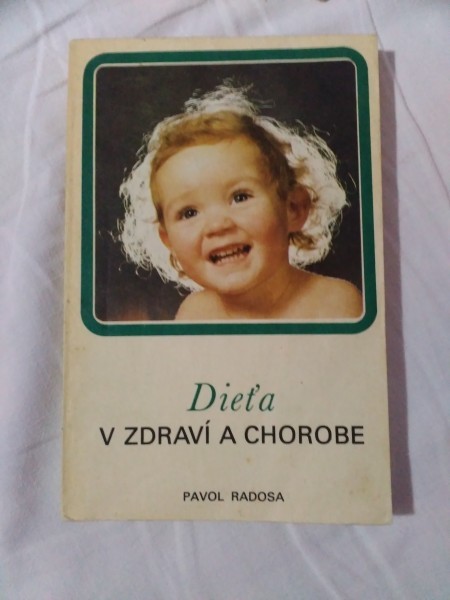 Dieťa
V ZDRAVÍ A CHOROBE
PAVOL RADOSA